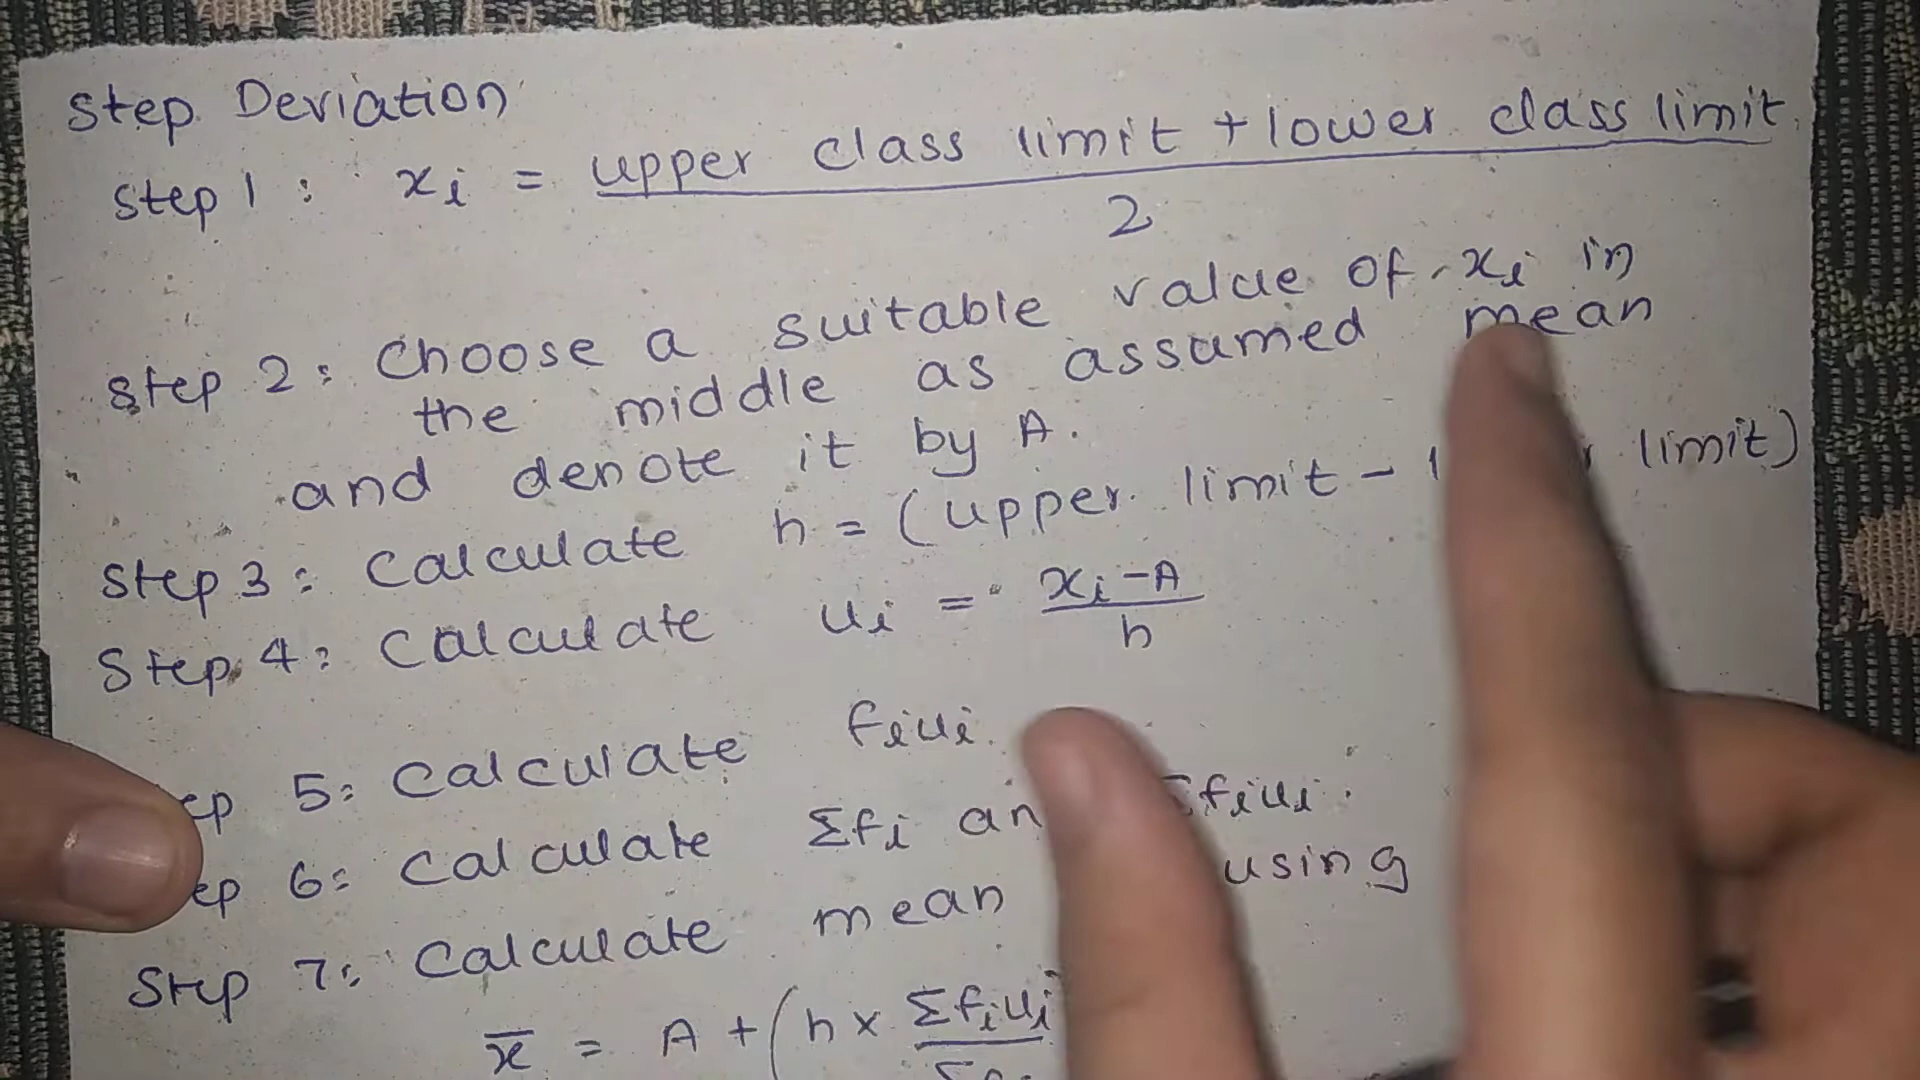 Step Deviation
Step 1 : xi = upper class limit + lower class limit
2
Step 2: Choose a suitable value of xi in
the middle as assumed mean
and denote it by A.
Step 3: Calculate h = (upper limit - limit)
Step 4: Calculate ui = xi - A
h
5: Calculate fiui.
6: Calculate Σfi Σfiui.
Step 7: Calculate mean using
x̄ = A + (h × Σfiui